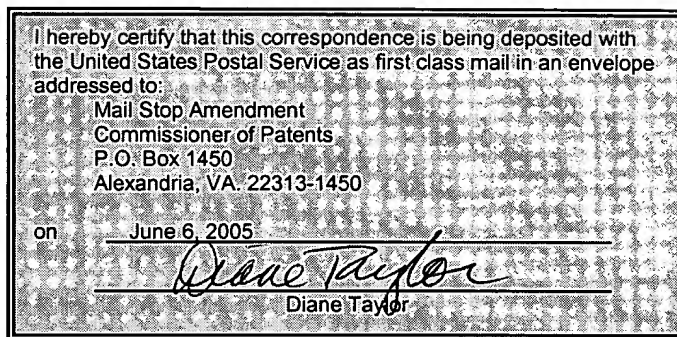 I hereby certify that this correspondence is being deposited with
the United States Postal Service as first class mail in an envelope
addressed to:
Mail Stop Amendment
Commissioner of Patents
P.O. Box 1450
Alexandria, VA. 22313-1450
on June 6, 2005
Diane Taylor
Diane Taylor